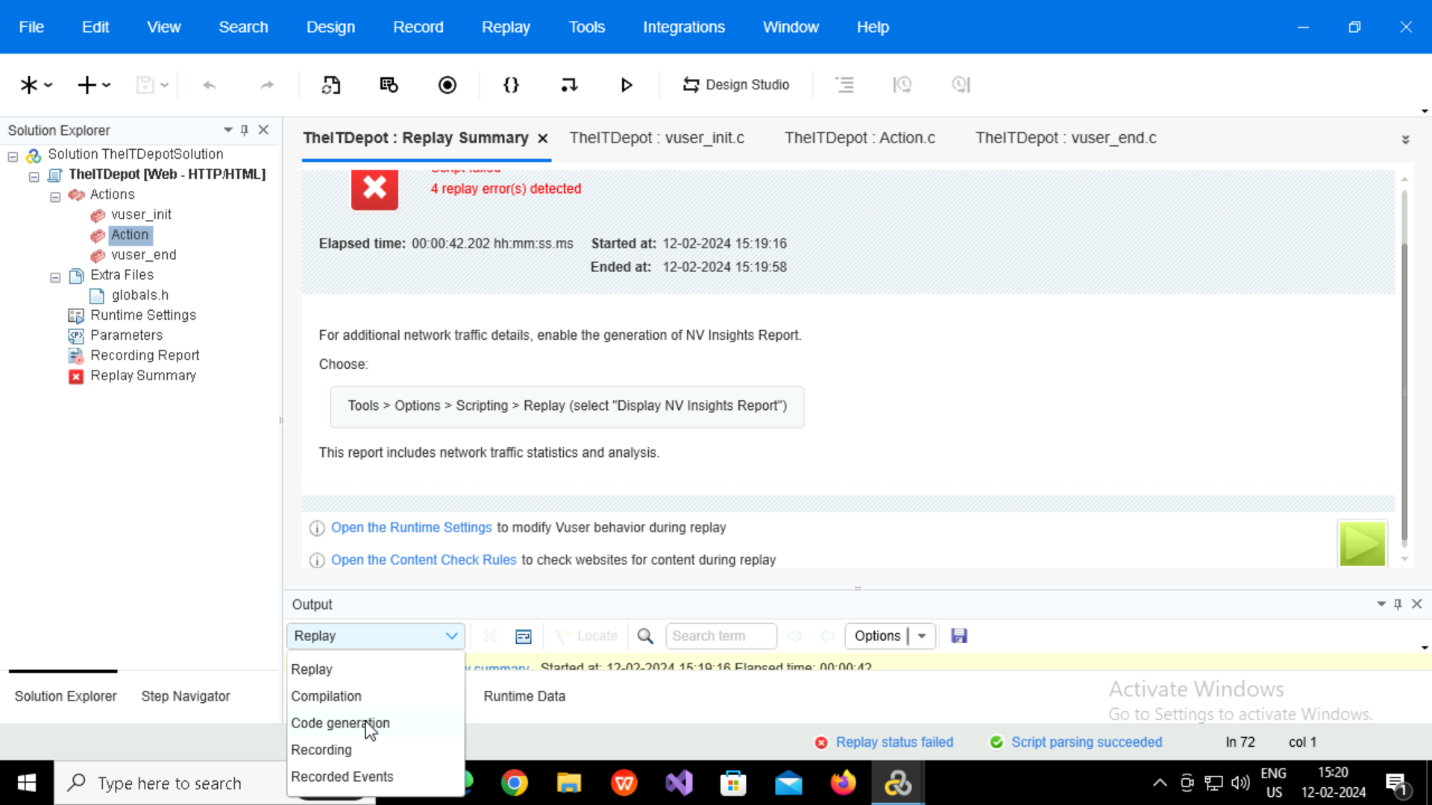 File Edit View Search Design Record Replay Tools Integrations Window Help
Design Studio
Solution Explorer
Solution TheITDepotSolution
TheITDepot [Web - HTTP/HTML]
Actions
vuser_init
Action
vuser_end
Extra Files
globals.h
Runtime Settings
Parameters
Recording Report
Replay Summary
Solution Explorer Step Navigator
TheITDepot : Replay Summary TheITDepot : vuser_init.c TheITDepot : Action.c TheITDepot : vuser_end.c
Script failed
4 replay error(s) detected
Elapsed time: 00:00:42.202 hh:mm:ss.ms Started at: 12-02-2024 15:19:16
Ended at: 12-02-2024 15:19:58
For additional network traffic details, enable the generation of NV Insights Report.
Choose:
Tools > Options > Scripting > Replay (select "Display NV Insights Report")
This report includes network traffic statistics and analysis.
Open the Runtime Settings to modify Vuser behavior during replay
Open the Content Check Rules to check websites for content during replay
Output
Replay Locate Search term Options
summary Started at: 12-02-2024 15:19:16 Elapsed time: 00:00:42
Replay
Compilation
Code generation
Recording
Recorded Events
Runtime Data
Activate Windows
Go to Settings to activate Windows.
Replay status failed Script parsing succeeded ln 72 col 1
Type here to search
ENG
US
15:20
12-02-2024
1